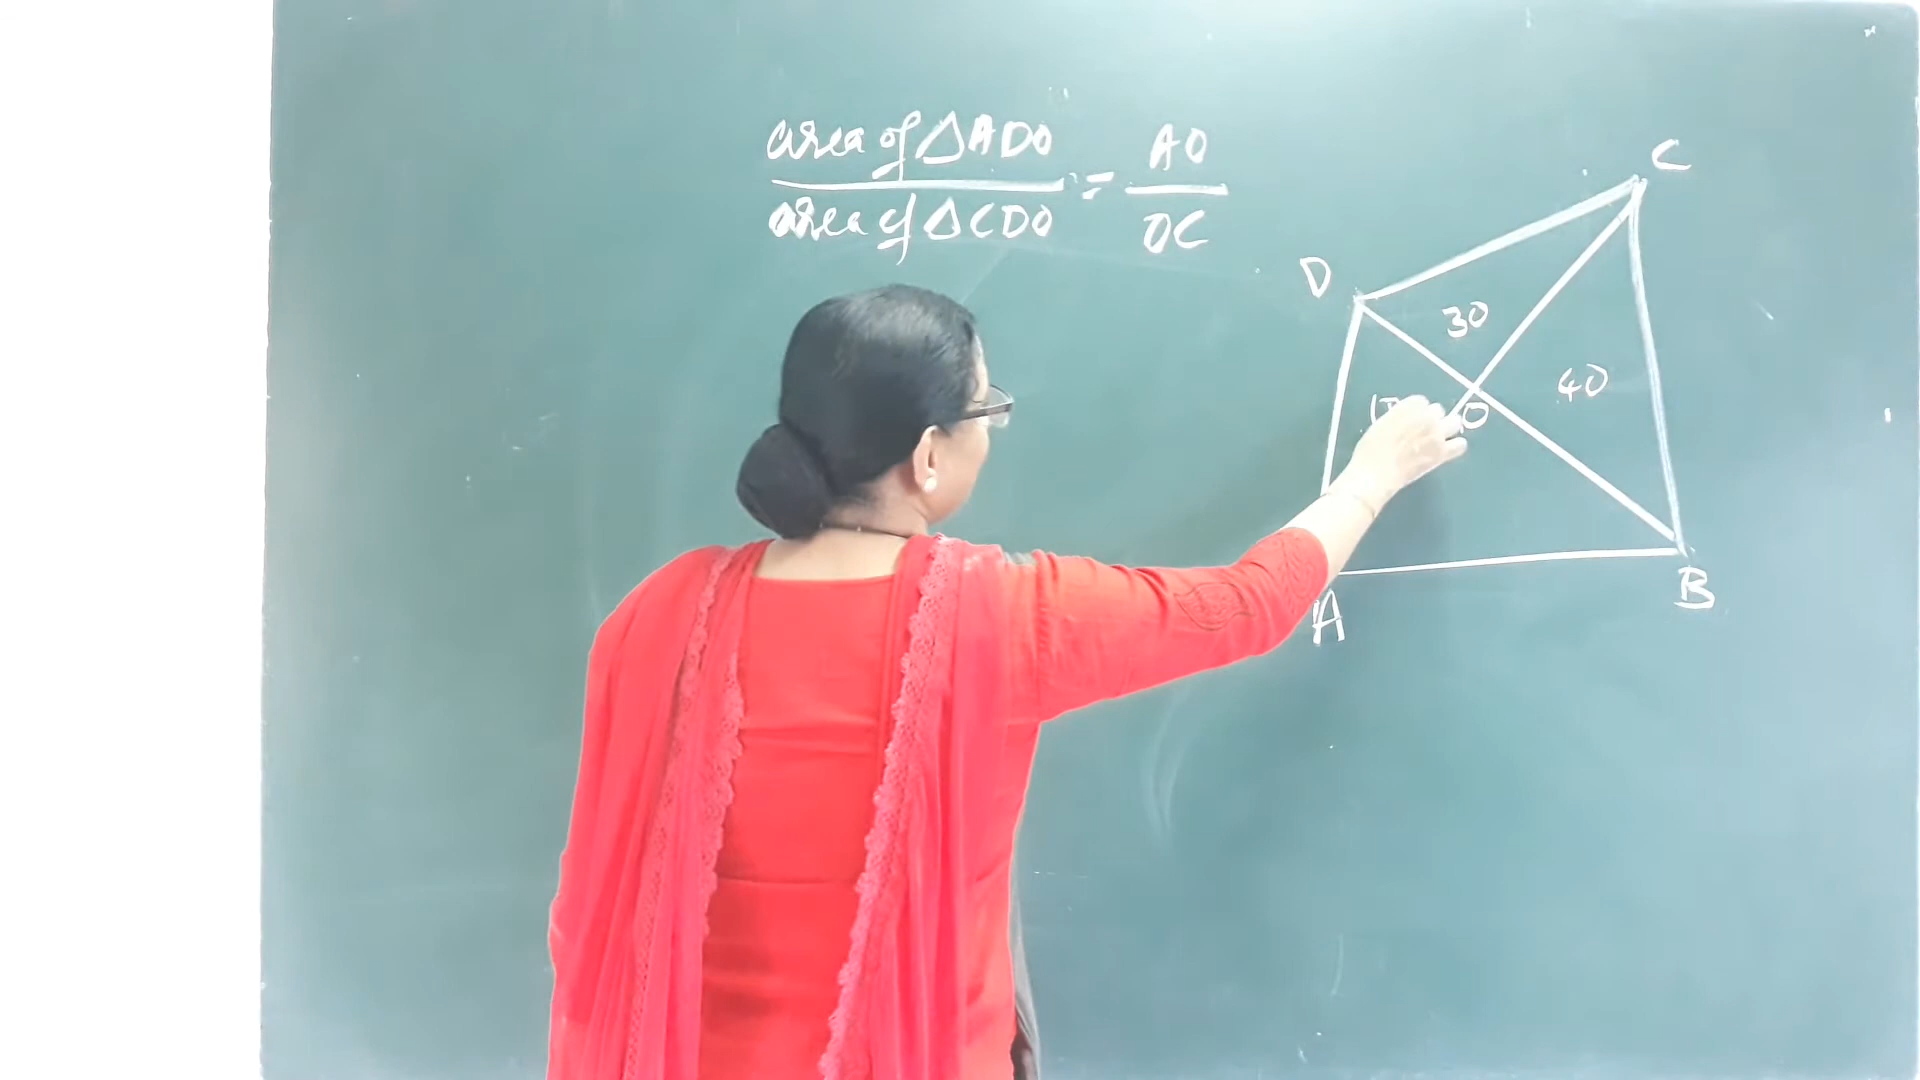 area of △ADO = AO
area of △CDO OC
C
D
30
40
O
B
A